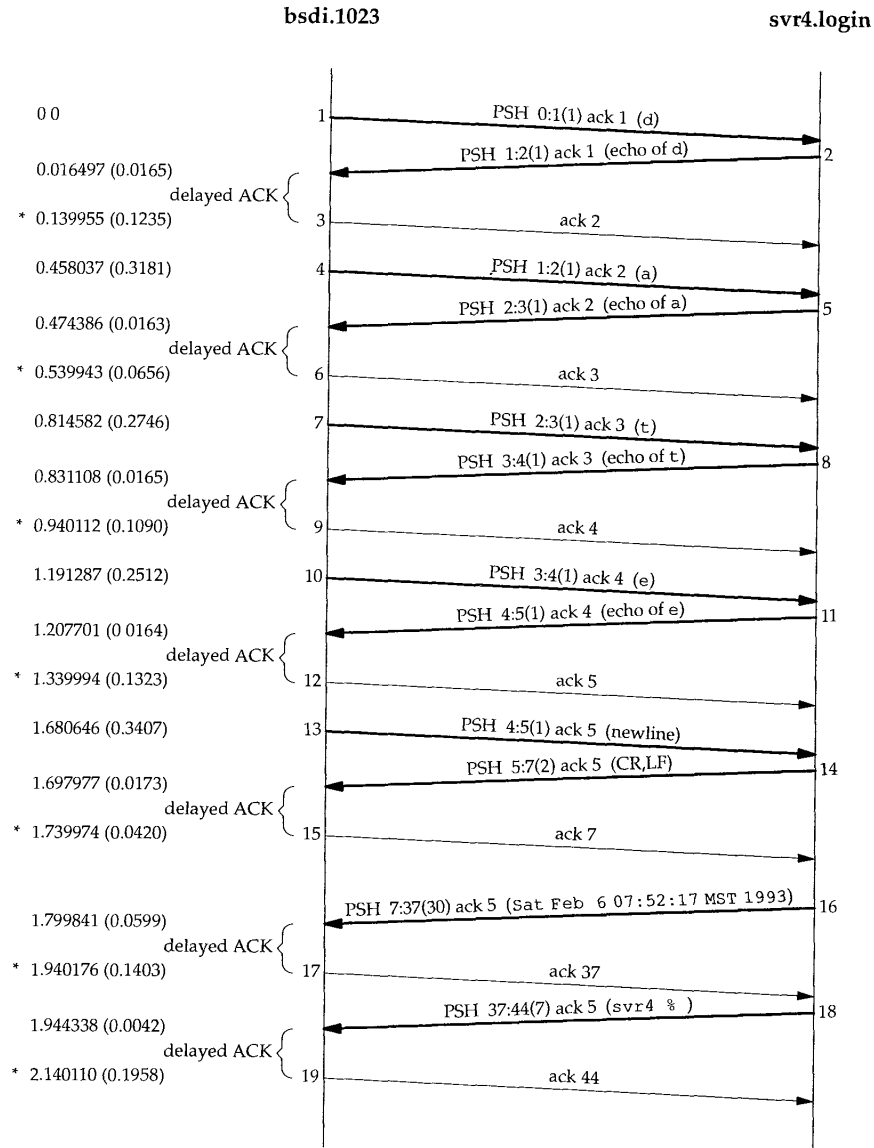 bsdi.1023 svr4.login
0 0 1 PSH 0:1(1) ack 1 (d)
PSH 1:2(1) ack 1 (echo of d) 2
0.016497 (0.0165)
delayed ACK
* 0.139955 (0.1235) 3 ack 2
0.458037 (0.3181) 4 PSH 1:2(1) ack 2 (a)
PSH 2:3(1) ack 2 (echo of a) 5
0.474386 (0.0163)
delayed ACK
* 0.539943 (0.0656) 6 ack 3
0.814582 (0.2746) 7 PSH 2:3(1) ack 3 (t)
PSH 3:4(1) ack 3 (echo of t) 8
0.831108 (0.0165)
delayed ACK
* 0.940112 (0.1090) 9 ack 4
1.191287 (0.2512) 10 PSH 3:4(1) ack 4 (e)
PSH 4:5(1) ack 4 (echo of e) 11
1.207701 (0 0164)
delayed ACK
* 1.339994 (0.1323) 12 ack 5
1.680646 (0.3407) 13 PSH 4:5(1) ack 5 (newline)
PSH 5:7(2) ack 5 (CR,LF) 14
1.697977 (0.0173)
delayed ACK
* 1.739974 (0.0420) 15 ack 7
PSH 7:37(30) ack 5 (Sat Feb 6 07:52:17 MST 1993) 16
1.799841 (0.0599)
delayed ACK
* 1.940176 (0.1403) 17 ack 37
PSH 37:44(7) ack 5 (svr4 % ) 18
1.944338 (0.0042)
delayed ACK
* 2.140110 (0.1958) 19 ack 44